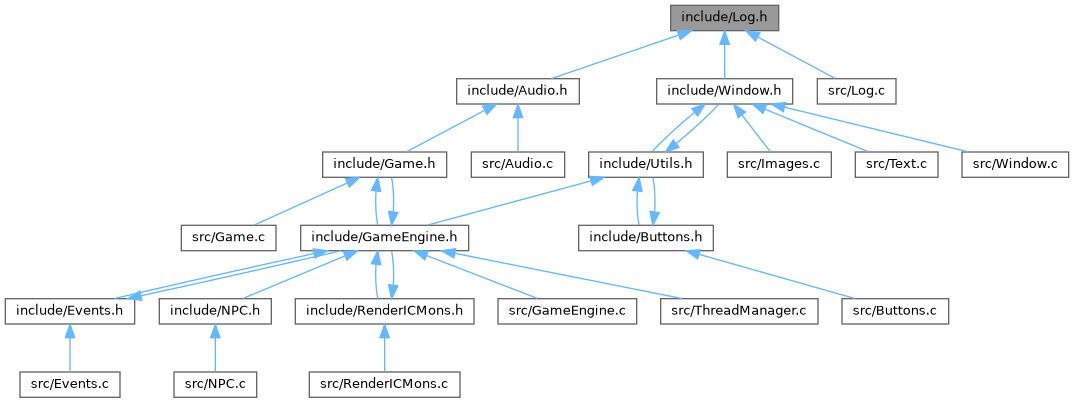 include/Log.h
include/Audio.h
include/Window.h
src/Log.c
include/Game.h
src/Audio.c
include/Utils.h
src/Images.c
src/Text.c
src/Window.c
src/Game.c
include/GameEngine.h
include/Buttons.h
include/Events.h
include/NPC.h
include/RenderICMons.h
src/GameEngine.c
src/ThreadManager.c
src/Buttons.c
src/Events.c
src/NPC.c
src/RenderICMons.c